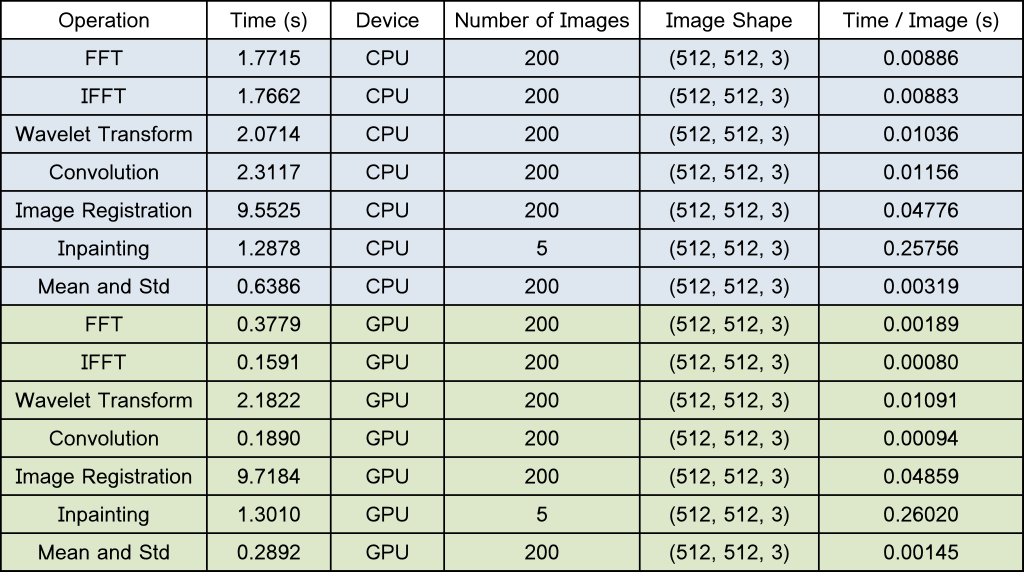 Operation Time (s) Device Number of Images Image Shape Time / Image (s)
FFT 1.7715 CPU 200 (512, 512, 3) 0.00886
IFFT 1.7662 CPU 200 (512, 512, 3) 0.00883
Wavelet Transform 2.0714 CPU 200 (512, 512, 3) 0.01036
Convolution 2.3117 CPU 200 (512, 512, 3) 0.01156
Image Registration 9.5525 CPU 200 (512, 512, 3) 0.04776
Inpainting 1.2878 CPU 5 (512, 512, 3) 0.25756
Mean and Std 0.6386 CPU 200 (512, 512, 3) 0.00319
FFT 0.3779 GPU 200 (512, 512, 3) 0.00189
IFFT 0.1591 GPU 200 (512, 512, 3) 0.00080
Wavelet Transform 2.1822 GPU 200 (512, 512, 3) 0.01091
Convolution 0.1890 GPU 200 (512, 512, 3) 0.00094
Image Registration 9.7184 GPU 200 (512, 512, 3) 0.04859
Inpainting 1.3010 GPU 5 (512, 512, 3) 0.26020
Mean and Std 0.2892 GPU 200 (512, 512, 3) 0.00145